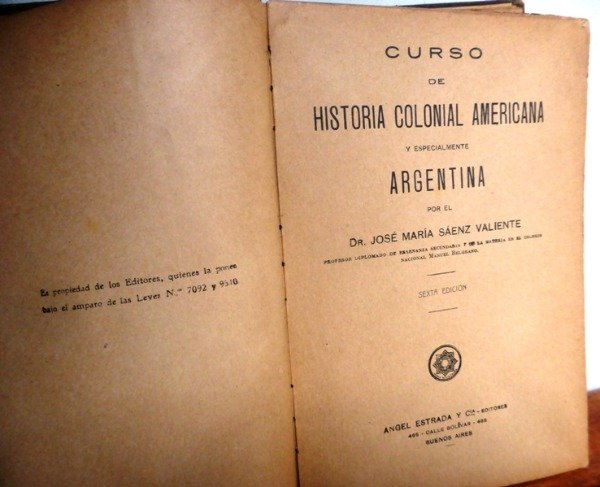 Es propiedad de los Editores, quienes la ponen
bajo el amparo de las Leyes N.os 7092 y 9510.
CURSO
DE
HISTORIA COLONIAL AMERICANA
Y ESPECIALMENTE
ARGENTINA
POR EL
DR. JOSÉ MARÍA SÁENZ VALIENTE
PROFESOR DIPLOMADO DE ENSEÑANZA SECUNDARIA Y DE LA MATERIA EN EL COLEGIO
NACIONAL MANUEL BELGRANO.
SEXTA EDICIÓN
ANGEL ESTRADA Y CÍA - EDITORES
466 - CALLE BOLÍVAR - 466
BUENOS AIRES